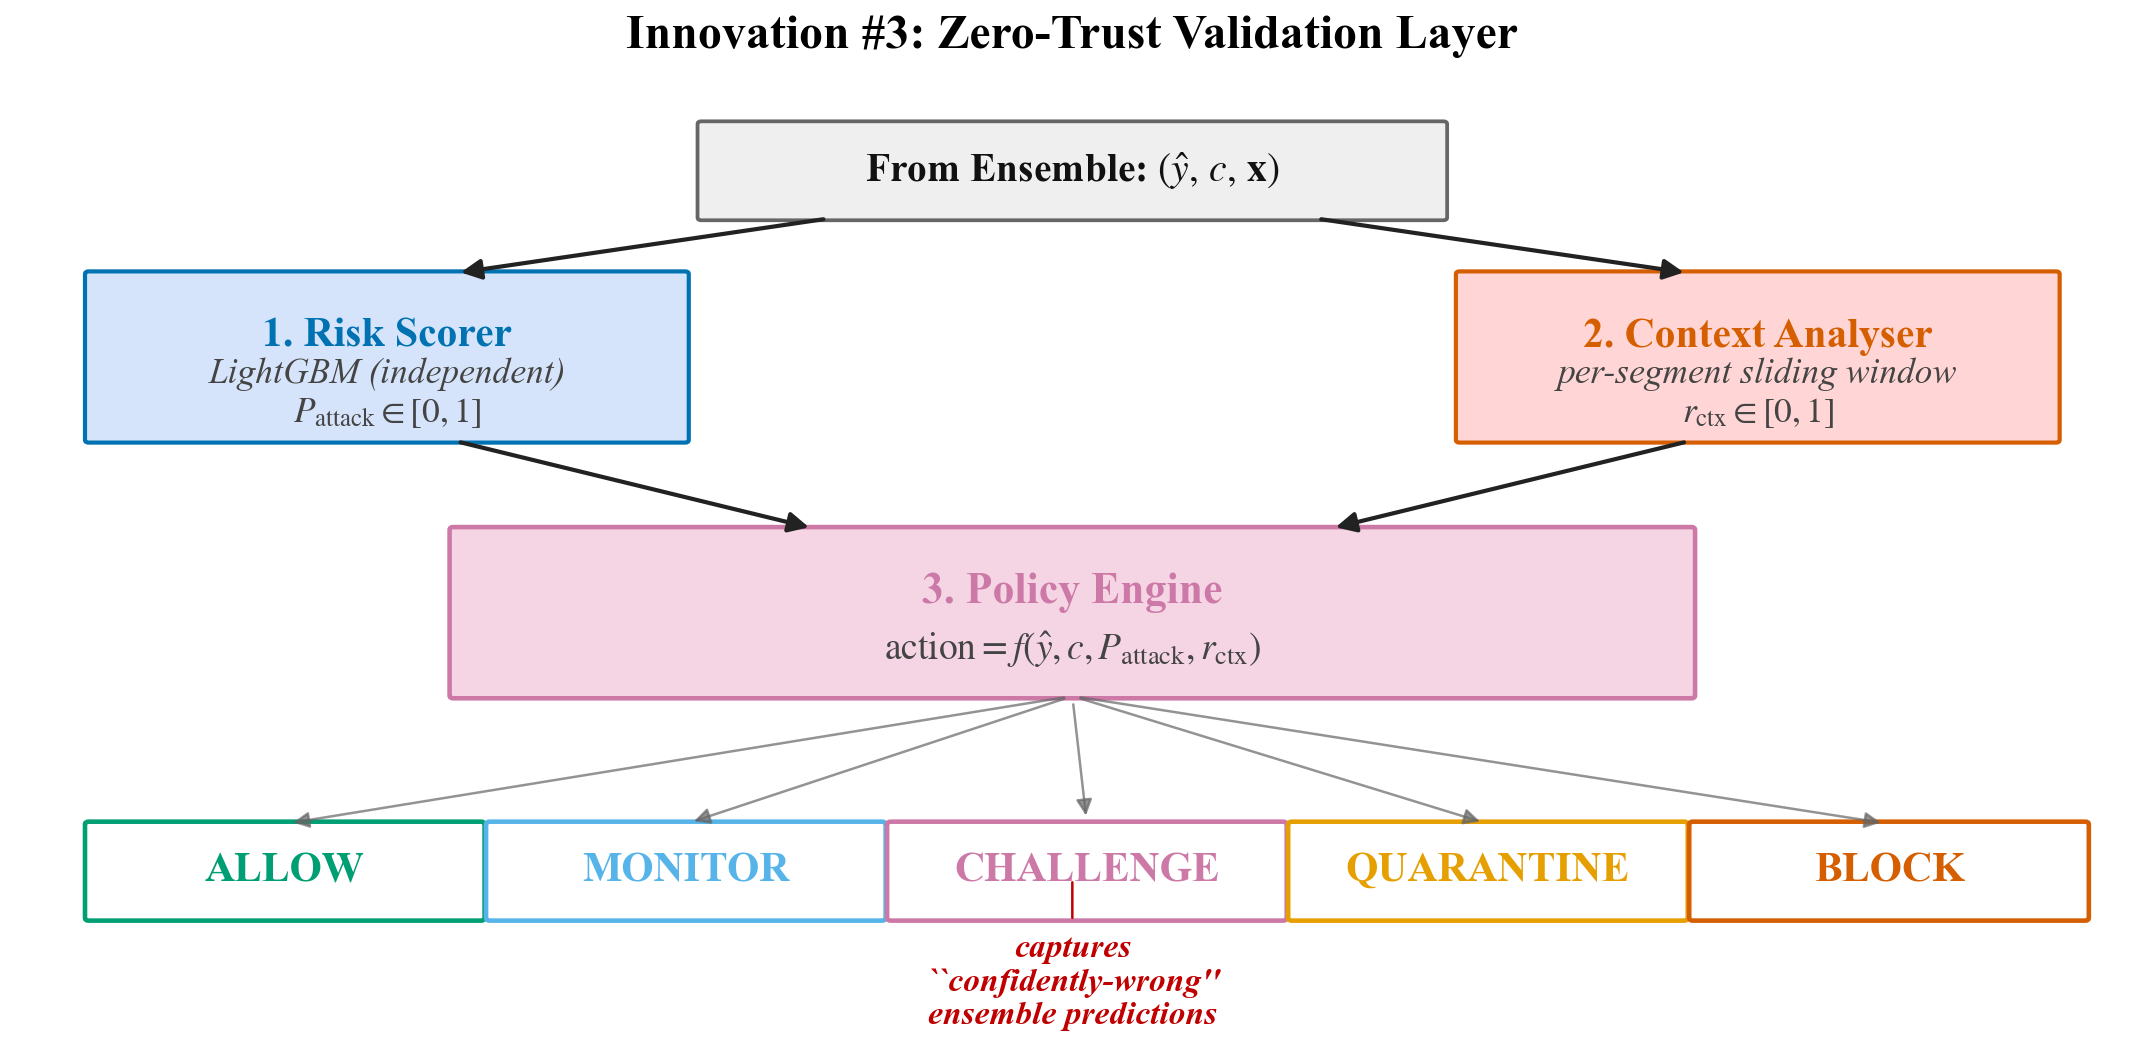 Innovation #3: Zero-Trust Validation Layer
From Ensemble: (ŷ, c, x)
1. Risk Scorer
LightGBM (independent)
P_attack ∈ [0, 1]
2. Context Analyser
per-segment sliding window
r_ctx ∈ [0, 1]
3. Policy Engine
action = f(ŷ, c, P_attack, r_ctx)
ALLOW
MONITOR
CHALLENGE
QUARANTINE
BLOCK
captures
``confidently-wrong''
ensemble predictions